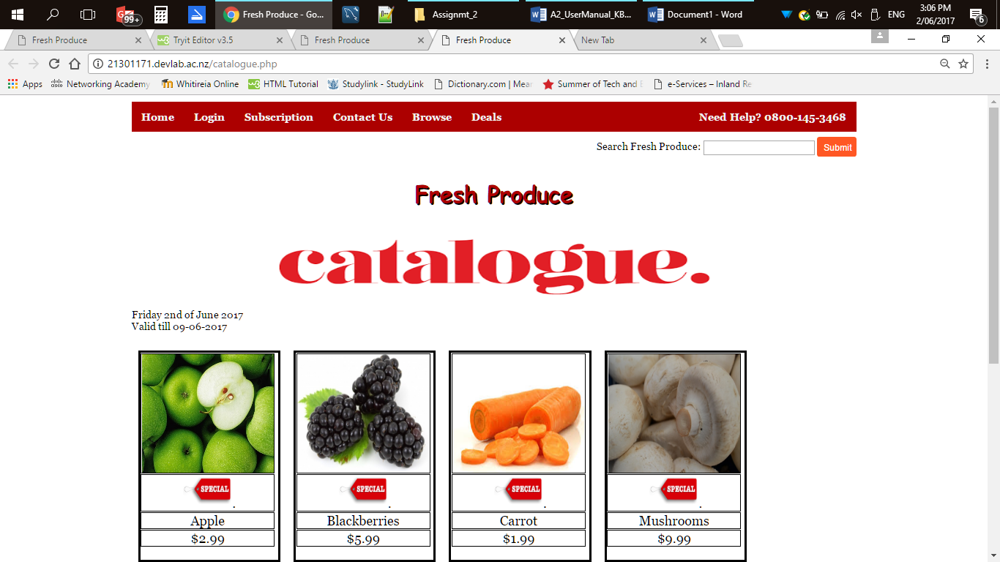 99+
Fresh Produce - Go...
Assignmt_2
A2_UserManual_KB...
Document1 - Word
ENG
3:06 PM
2/06/2017
6
Fresh Produce
Tryit Editor v3.5
Fresh Produce
Fresh Produce
New Tab
21301171.devlab.ac.nz/catalogue.php
Apps
Networking Academy
Whitireia Online
HTML Tutorial
Studylink - StudyLink
Dictionary.com | Mear
Summer of Tech and E
e-Services – Inland Re
Home Login Subscription Contact Us Browse Deals Need Help? 0800-145-3468
Search Fresh Produce: Submit
Fresh Produce
catalogue.
Friday 2nd of June 2017
Valid till 09-06-2017
SPECIAL . SPECIAL . SPECIAL . SPECIAL .
Apple Blackberries Carrot Mushrooms
$2.99 $5.99 $1.99 $9.99